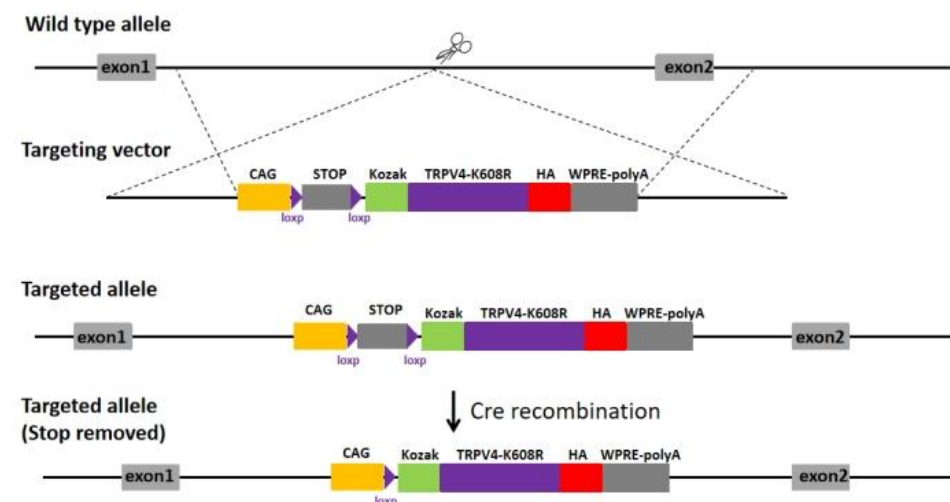 Wild type allele
exon1 exon2
Targeting vector
CAG STOP Kozak TRPV4-K608R HA WPRE-polyA
loxp loxp
Targeted allele
CAG STOP Kozak TRPV4-K608R HA WPRE-polyA
exon1 exon2
loxp loxp
Targeted allele
(Stop removed)
Cre recombination
CAG Kozak TRPV4-K608R HA WPRE-polyA
exon1 exon2
loxp